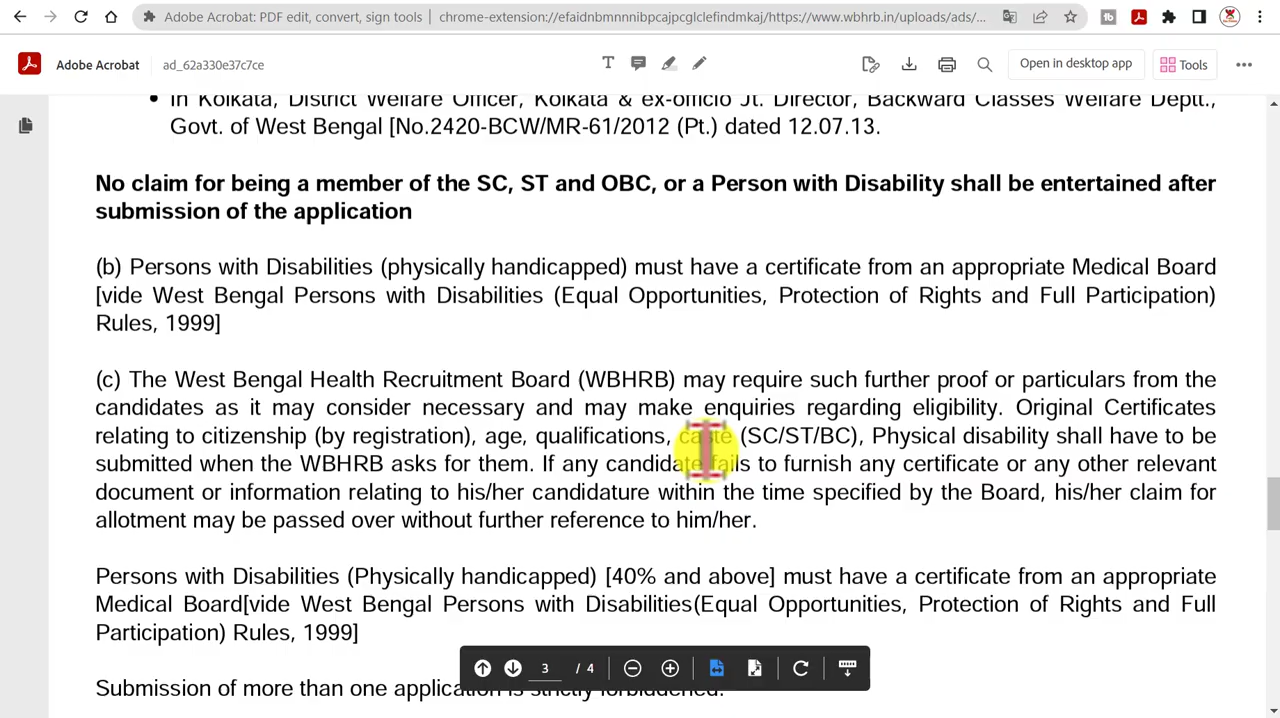 Adobe Acrobat: PDF edit, convert, sign tools | chrome-extension://efaidnbmnnnibpcajpcglclefindmkaj/https://www.wbhrb.in/uploads/ads/...
Adobe Acrobat ad_62a330e37c7ce Open in desktop app Tools
In Kolkata, District Welfare Officer, Kolkata & ex-officio Jt. Director, Backward Classes Welfare Deptt.,
Govt. of West Bengal [No.2420-BCW/MR-61/2012 (Pt.) dated 12.07.13.
No claim for being a member of the SC, ST and OBC, or a Person with Disability shall be entertained after
submission of the application
(b) Persons with Disabilities (physically handicapped) must have a certificate from an appropriate Medical Board
[vide West Bengal Persons with Disabilities (Equal Opportunities, Protection of Rights and Full Participation)
Rules, 1999]
(c) The West Bengal Health Recruitment Board (WBHRB) may require such further proof or particulars from the
candidates as it may consider necessary and may make enquiries regarding eligibility. Original Certificates
relating to citizenship (by registration), age, qualifications, caste (SC/ST/BC), Physical disability shall have to be
submitted when the WBHRB asks for them. If any candidate fails to furnish any certificate or any other relevant
document or information relating to his/her candidature within the time specified by the Board, his/her claim for
allotment may be passed over without further reference to him/her.
Persons with Disabilities (Physically handicapped) [40% and above] must have a certificate from an appropriate
Medical Board[vide West Bengal Persons with Disabilities(Equal Opportunities, Protection of Rights and Full
Participation) Rules, 1999]
3 / 4
Submission of more than one application is strictly forbiddened.